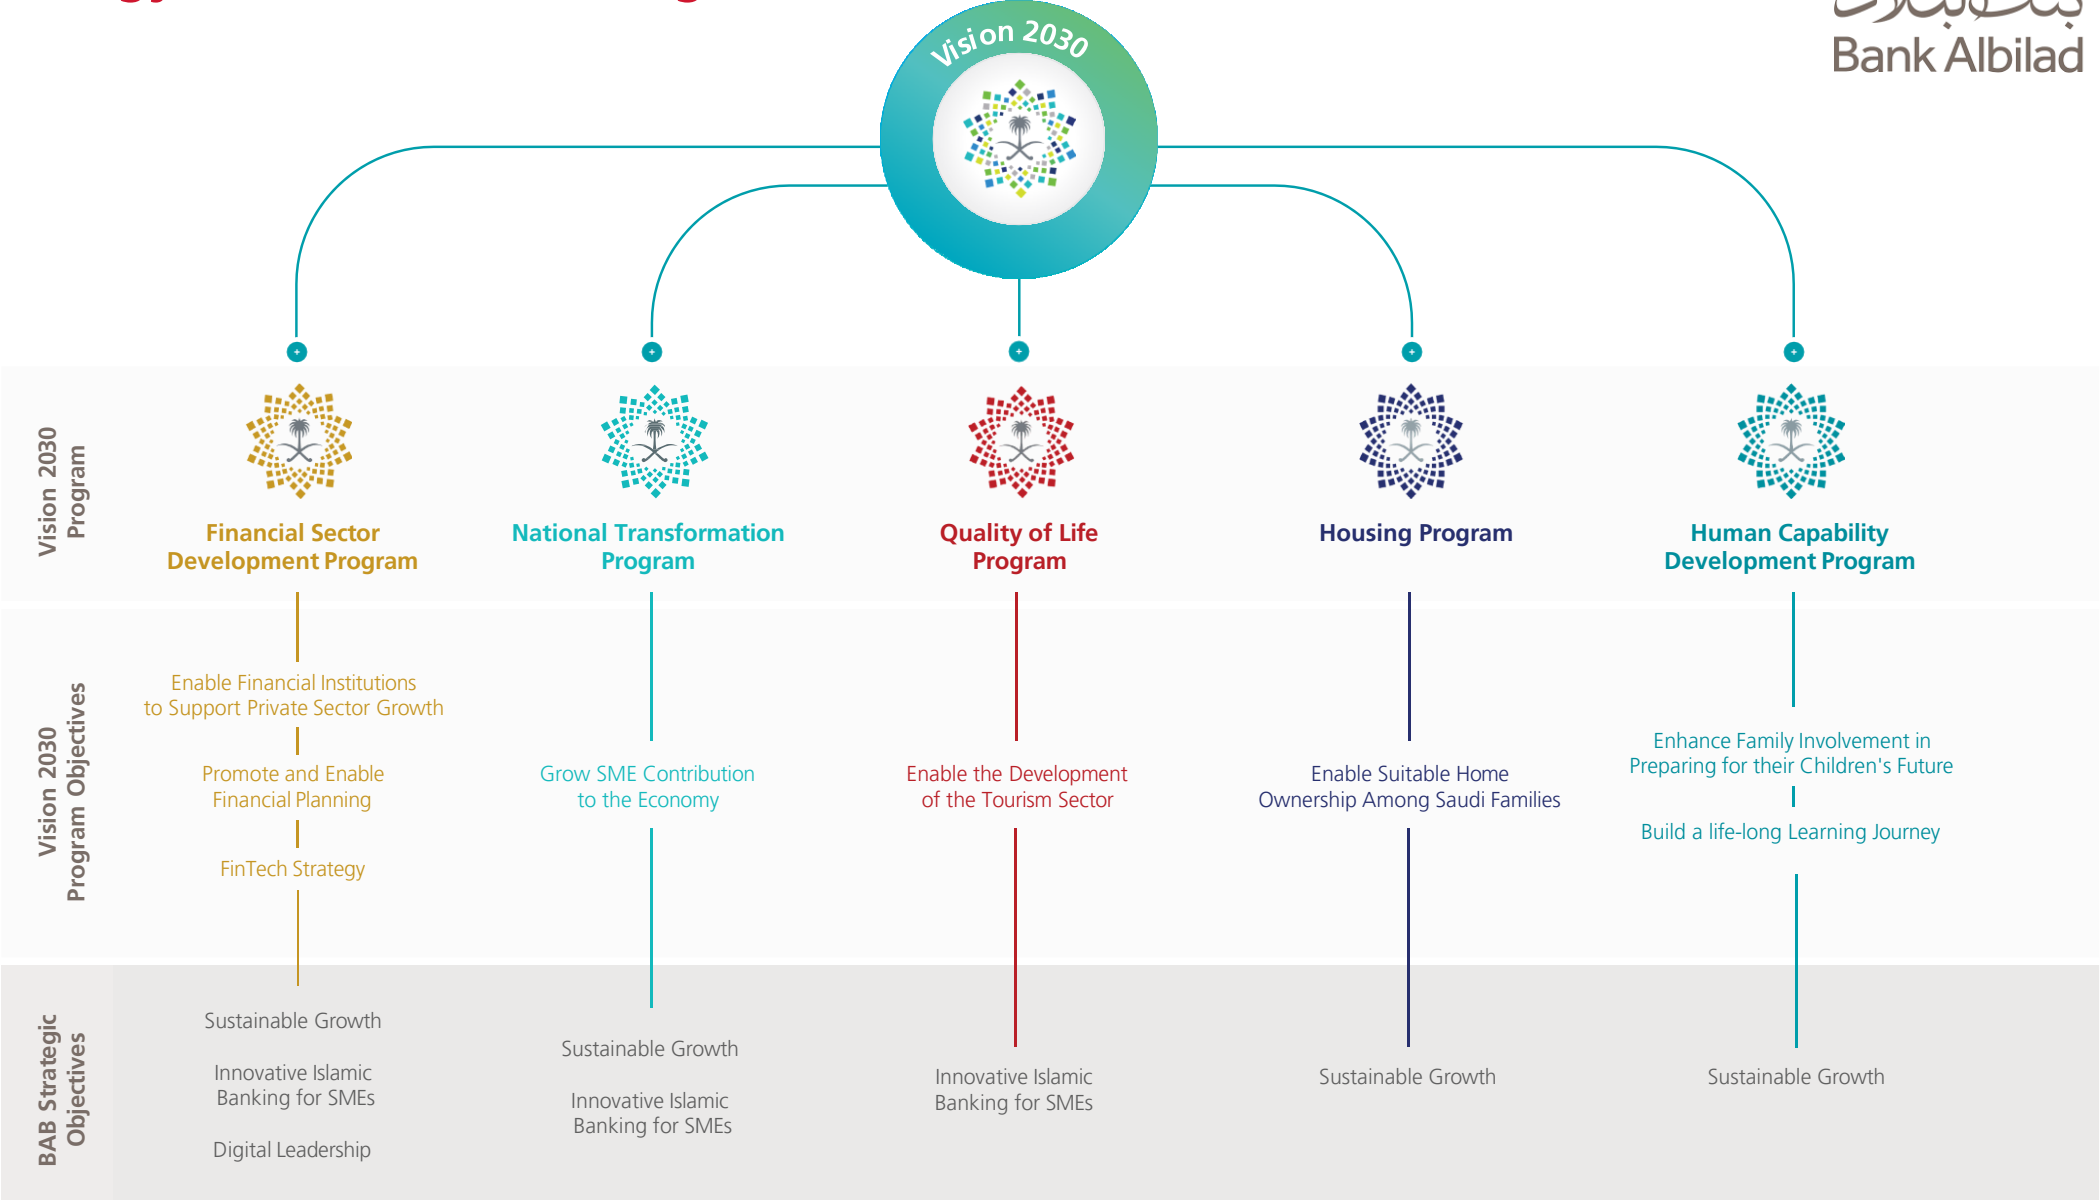 بنك البلاد
Bank Albilad
Vision 2030
Vision 2030
Program
Financial Sector
Development Program
National Transformation
Program
Quality of Life
Program
Housing Program
Human Capability
Development Program
Vision 2030
Program Objectives
Enable Financial Institutions
to Support Private Sector Growth
Promote and Enable
Financial Planning
FinTech Strategy
Grow SME Contribution
to the Economy
Enable the Development
of the Tourism Sector
Enable Suitable Home
Ownership Among Saudi Families
Enhance Family Involvement in
Preparing for their Children's Future
Build a life-long Learning Journey
BAB Strategic
Objectives
Sustainable Growth
Innovative Islamic
Banking for SMEs
Digital Leadership
Sustainable Growth
Innovative Islamic
Banking for SMEs
Innovative Islamic
Banking for SMEs
Sustainable Growth
Sustainable Growth